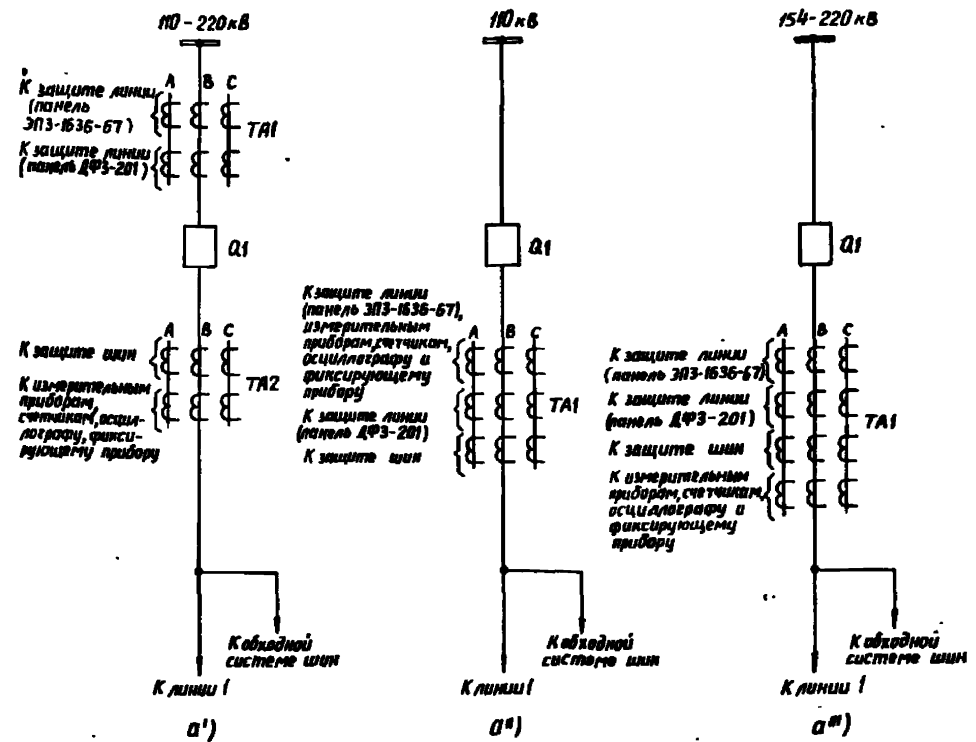 110-220кВ
А В С
К защите линии
(панель
ЭПЗ-1636-67)
ТА1
К защите линии
(панель ДФЗ-201)
Q1
А В С
К защите шин
ТА2
К измерительным
приборам,
счетчикам, осцил-
лографу, фикси-
рующему прибору
К обходной
системе шин
К линии 1
а')
110кВ
Q1
К защите линии
(панель ЭПЗ-1636-67),
измерительным
приборам, счетчикам,
осциллографу и
фиксирующему
прибору
А В С
ТА1
К защите линии
(панель ДФЗ-201)
К защите шин
К обходной
системе шин
К линии 1
а")
154-220кВ
Q1
А В С
К защите линии
(панель ЭПЗ-1636-67)
К защите линии
(панель ДФЗ-201)
ТА1
К защите шин
К измерительным
приборам, счетчикам,
осциллографу и
фиксирующему
прибору
К обходной
системе шин
К линии 1
а''')